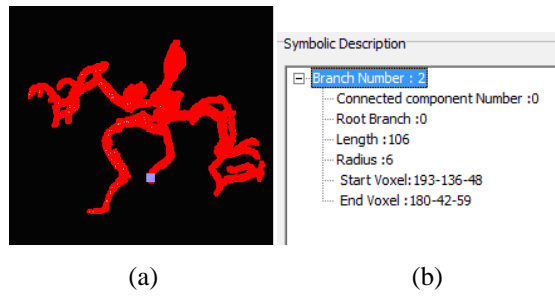 Symbolic Description
Branch Number : 2
Connected component Number :0
Root Branch :0
Length :106
Radius :6
Start Voxel:193-136-48
End Voxel :180-42-59
(a) (b)